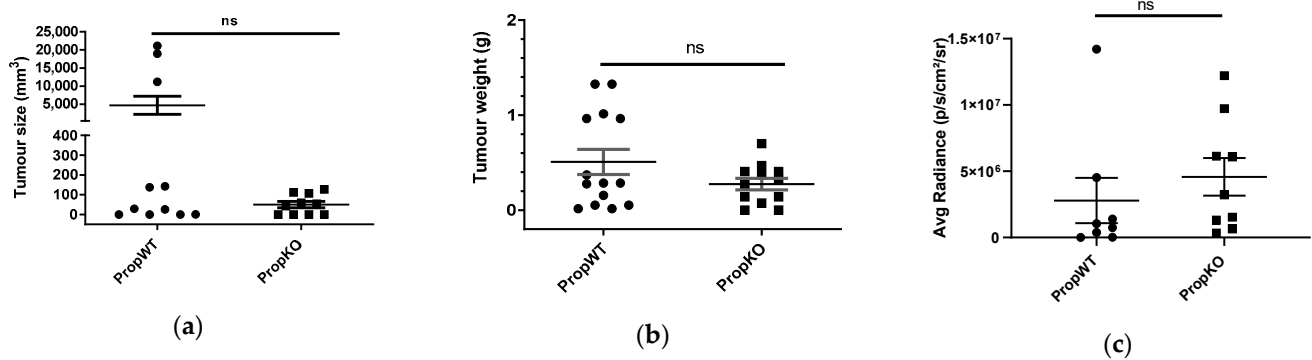 ns
25,000
20,000
15,000
10,000
5,000
400
300
200
100
0
Tumour size (mm³)
PropWT
PropKO
(a)
ns
2
1
0
Tumour weight (g)
PropWT
PropKO
(b)
ns
1.5×10⁷
1×10⁷
5×10⁶
0
Avg Radiance (p/s/cm²/sr)
PropWT
PropKO
(c)